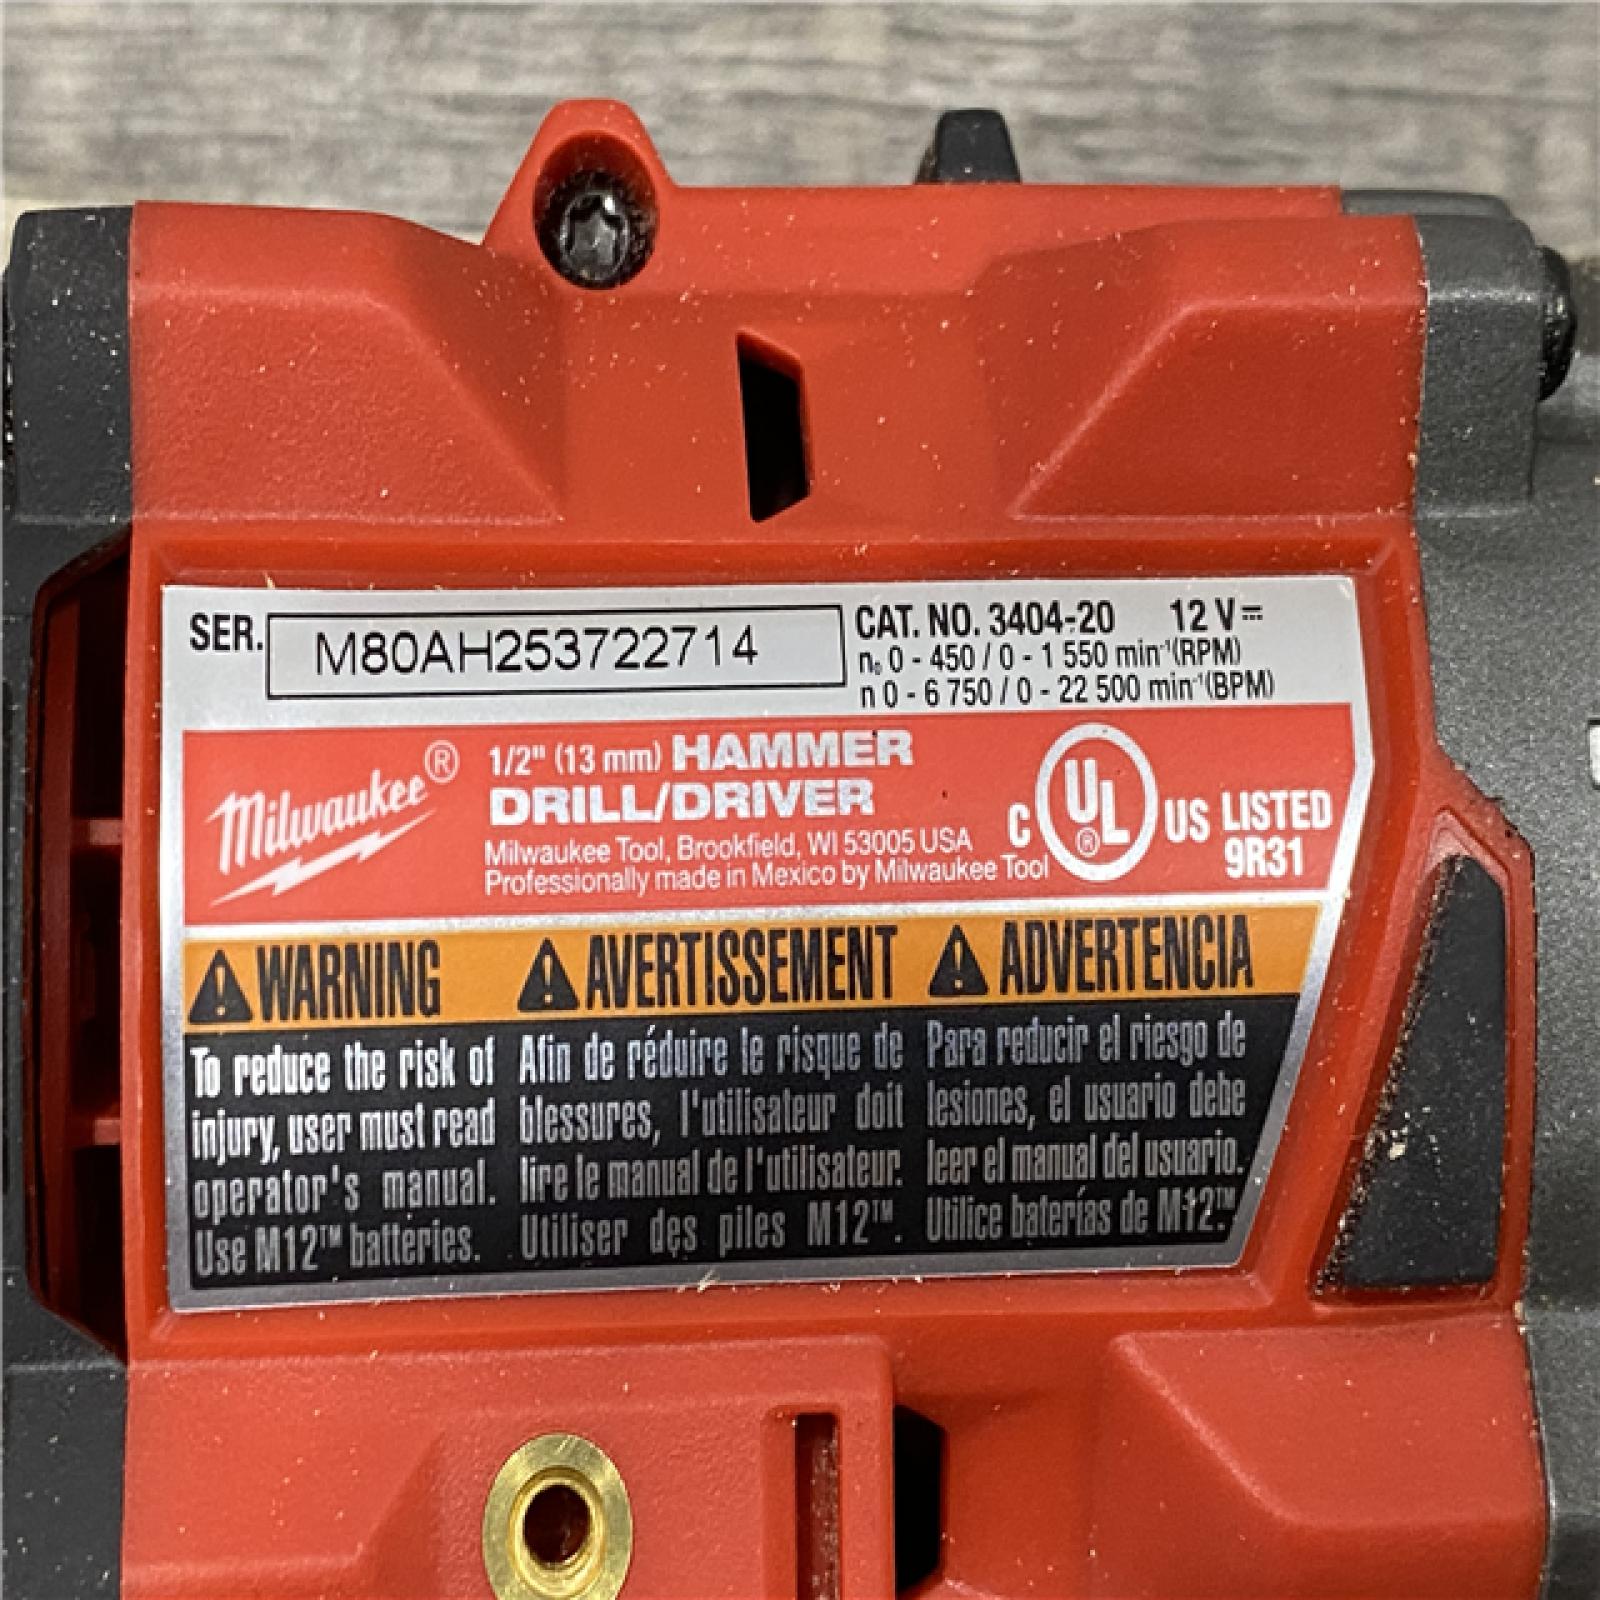 SER. M80AH253722714
CAT. NO. 3404-20 12 V⎓
n₀ 0 - 450 / 0 - 1 550 min⁻¹(RPM)
n 0 - 6 750 / 0 - 22 500 min⁻¹(BPM)
Milwaukee®
1/2" (13 mm) HAMMER
DRILL/DRIVER
Milwaukee Tool, Brookfield, WI 53005 USA
Professionally made in Mexico by Milwaukee Tool
C UL® US LISTED
9R31
⚠ WARNING
To reduce the risk of
injury, user must read
operator's manual.
Use M12™ batteries.
⚠ AVERTISSEMENT
Afin de réduire le risque de
blessures, l'utilisateur doit
lire le manual de l'utilisateur.
Utiliser des piles M12™.
⚠ ADVERTENCIA
Para reducir el riesgo de
lesiones, el usuario debe
leer el manual del usuario.
Utilice baterías de M12™.